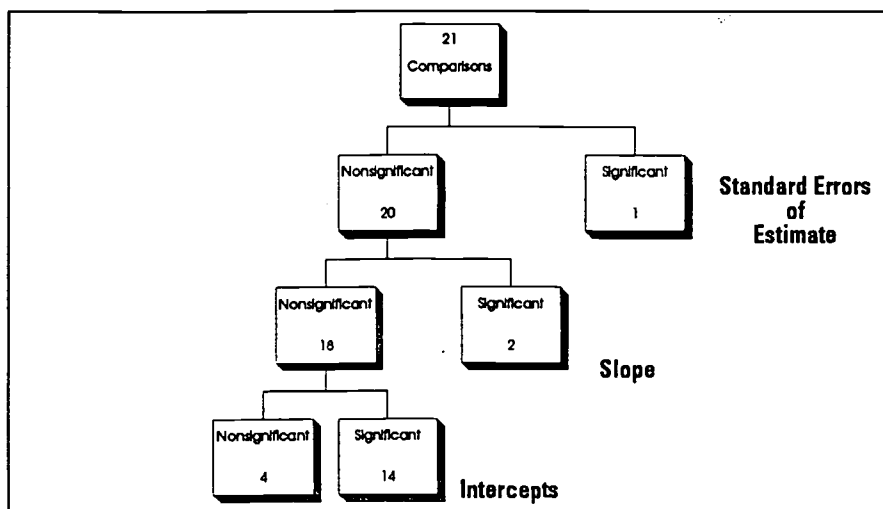 21
Comparisons
Nonsignificant
20
Significant
1
Standard Errors
of
Estimate
Nonsignificant
18
Significant
2
Slope
Nonsignificant
4
Significant
14
Intercepts